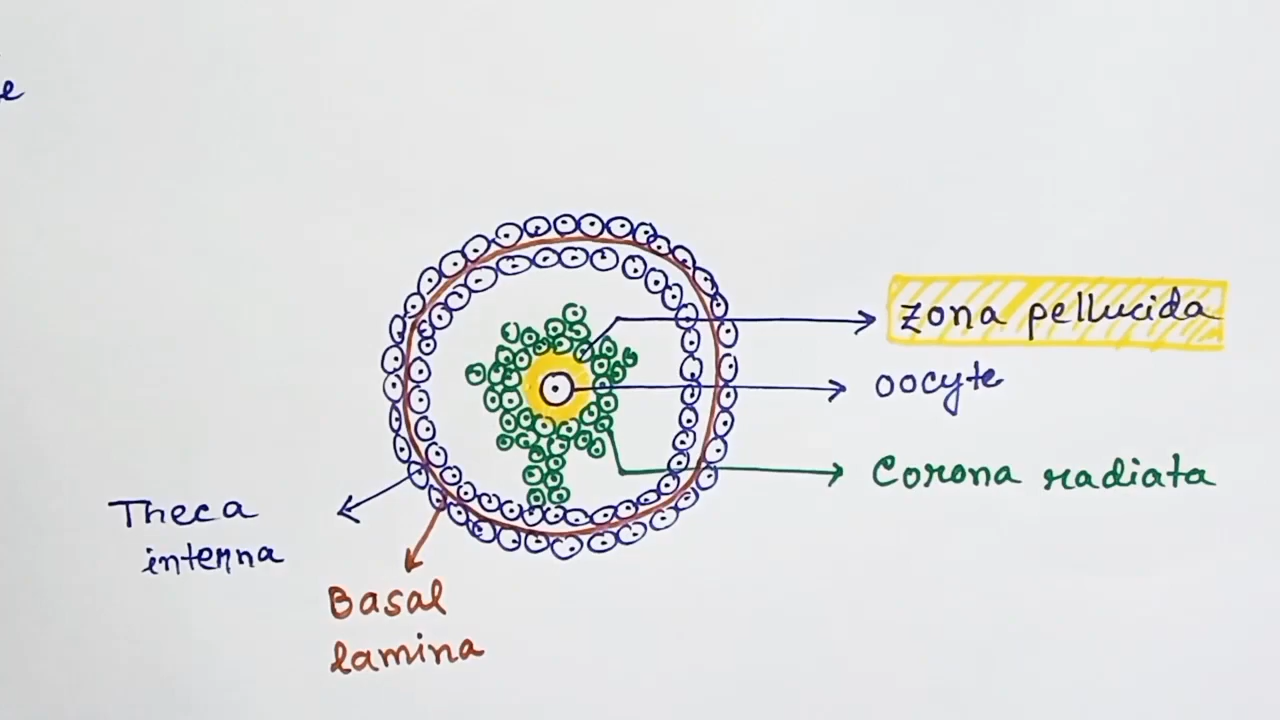 zona pellucida
oocyte
Corona radiata
Theca
interna
Basal
lamina